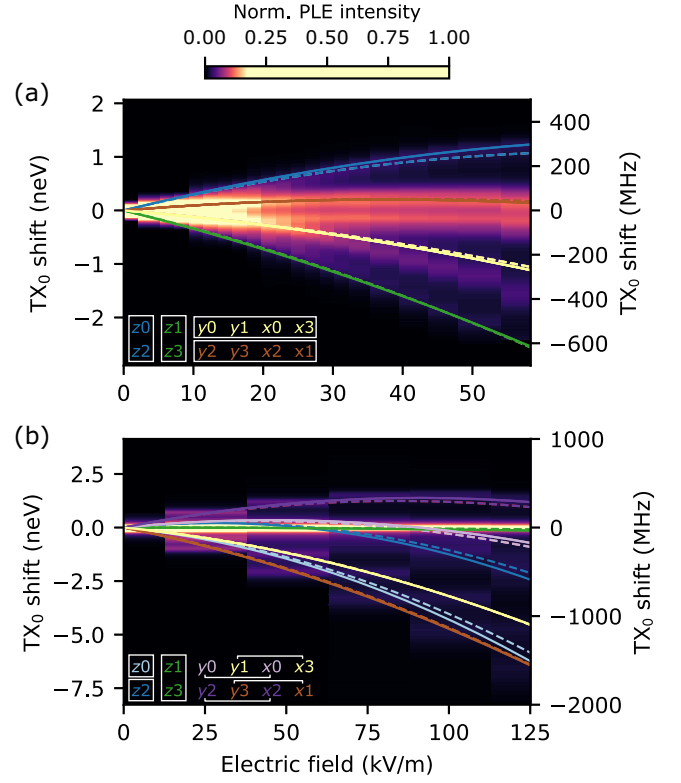 Norm. PLE intensity
0.00 0.25 0.50 0.75 1.00
(a)
TX₀ shift (neV)
2
1
0
−1
−2
TX₀ shift (MHz)
400
200
0
−200
−400
−600
z0 z1 y0 y1 x0 x3
z2 z3 y2 y3 x2 x1
0 10 20 30 40 50
(b)
TX₀ shift (neV)
2.5
0.0
−2.5
−5.0
−7.5
TX₀ shift (MHz)
1000
0
−1000
−2000
z0 z1 y0 y1 x0 x3
z2 z3 y2 y3 x2 x1
0 25 50 75 100 125
Electric field (kV/m)